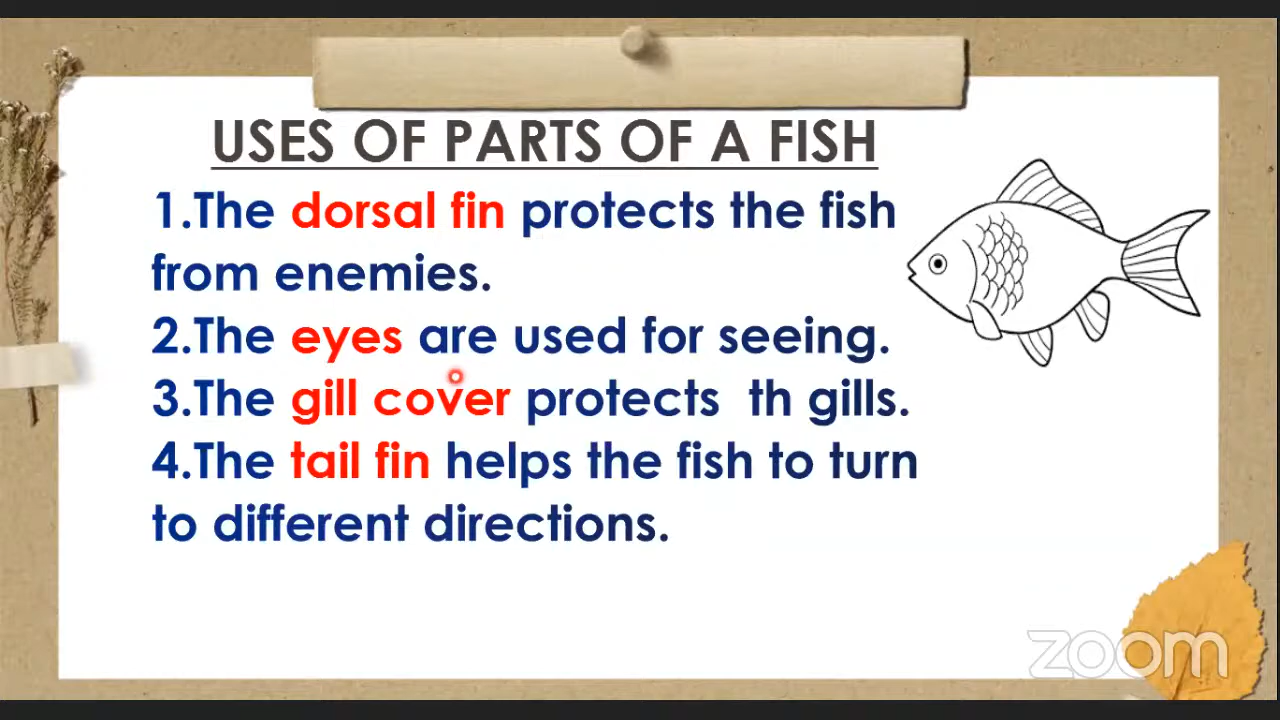 USES OF PARTS OF A FISH
1.The dorsal fin protects the fish
from enemies.
2.The eyes are used for seeing.
3.The gill cover protects  th gills.
4.The tail fin helps the fish to turn
to different directions.
zoom